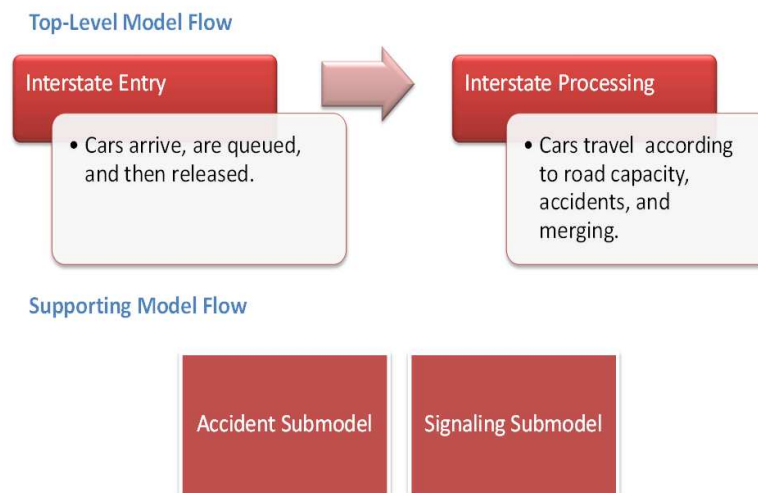 Top-Level Model Flow
Interstate Entry
• Cars arrive, are queued,
and then released.
Interstate Processing
• Cars travel according
to road capacity,
accidents, and
merging.
Supporting Model Flow
Accident Submodel
Signaling Submodel